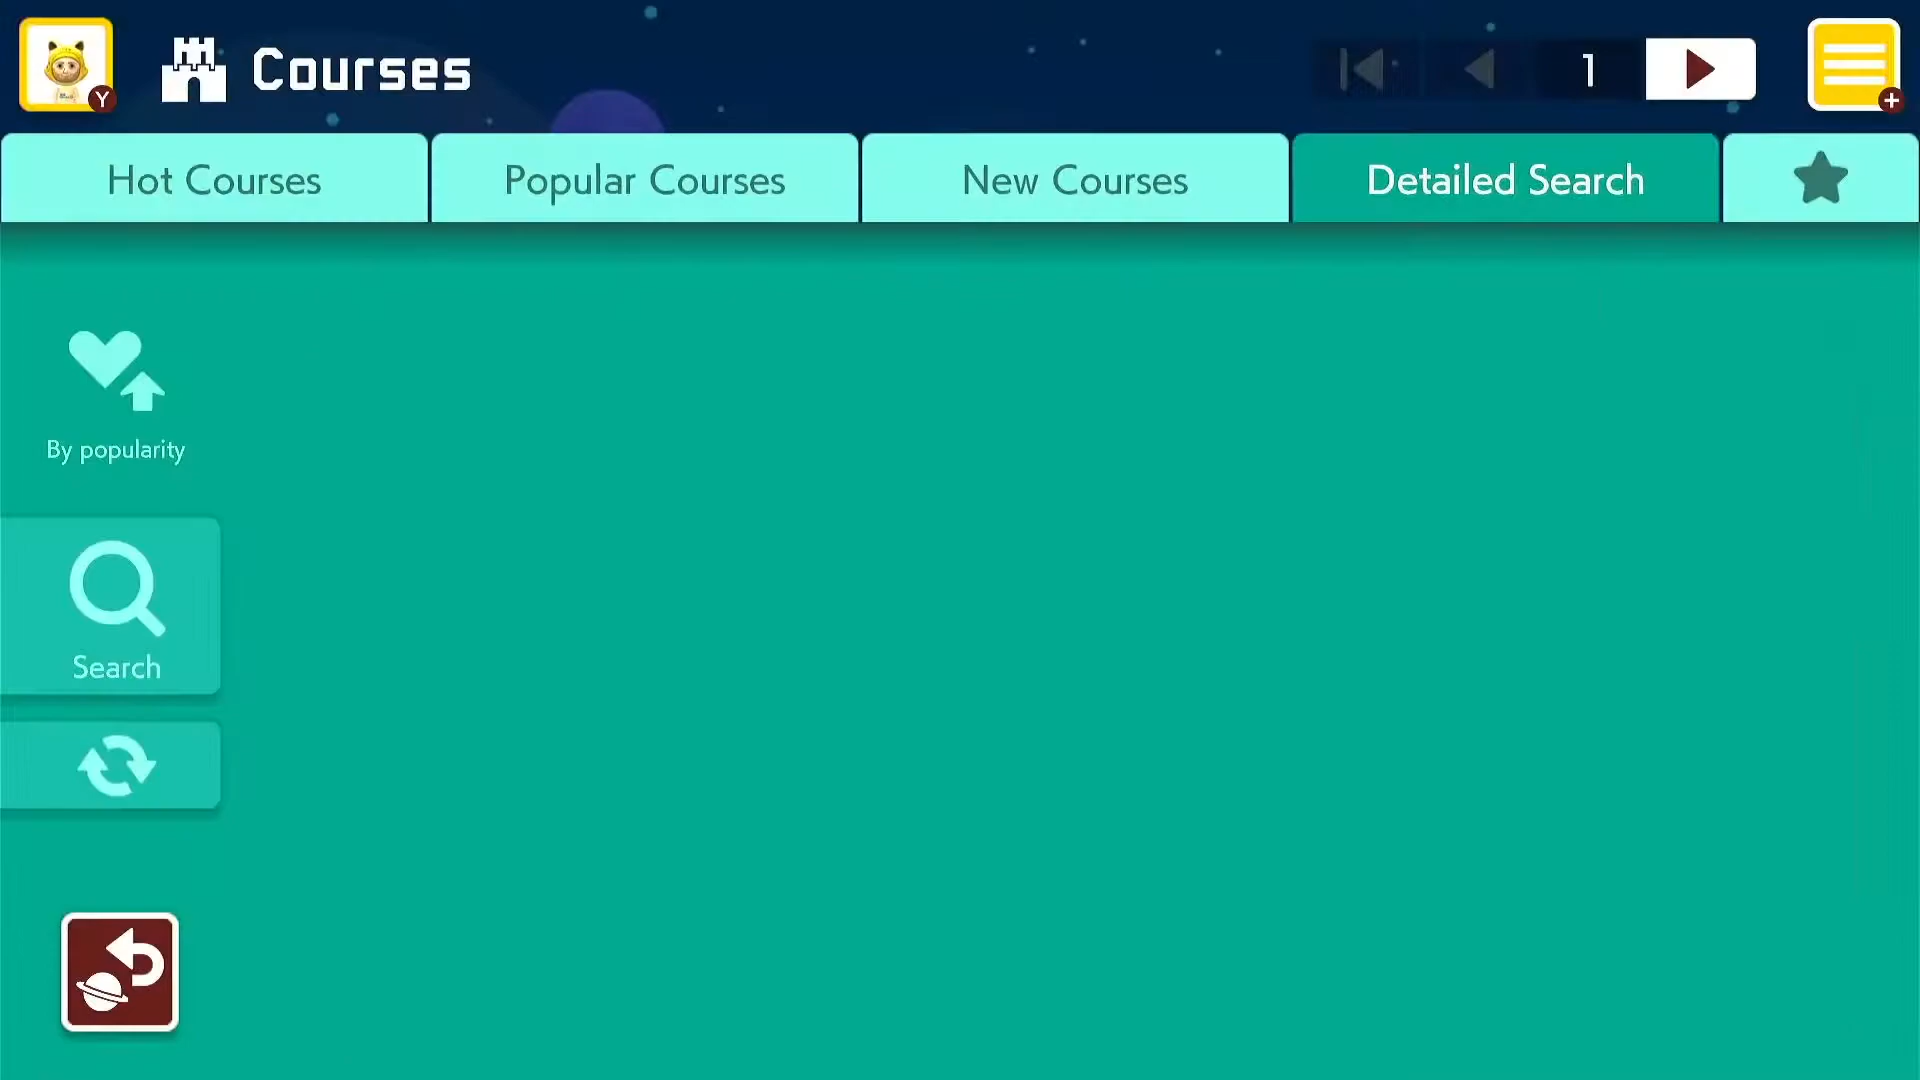 Y
Courses
1
+
Hot Courses
Popular Courses
New Courses
Detailed Search
By popularity
Search